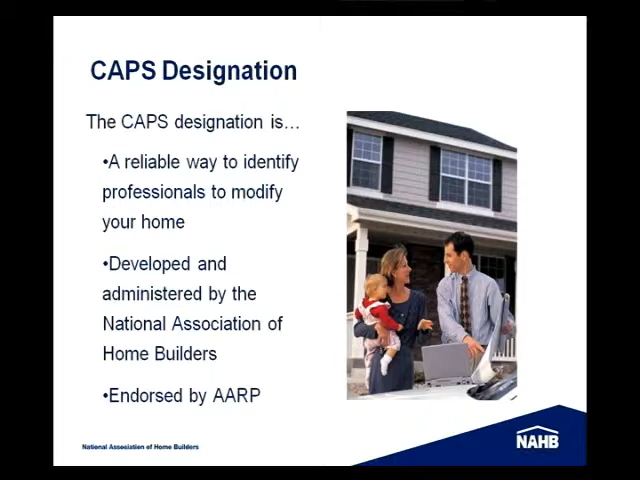 CAPS Designation
The CAPS designation is…
•A reliable way to identify
professionals to modify
your home
•Developed and
administered by the
National Association of
Home Builders
•Endorsed by AARP
National Association of Home Builders
NAHB